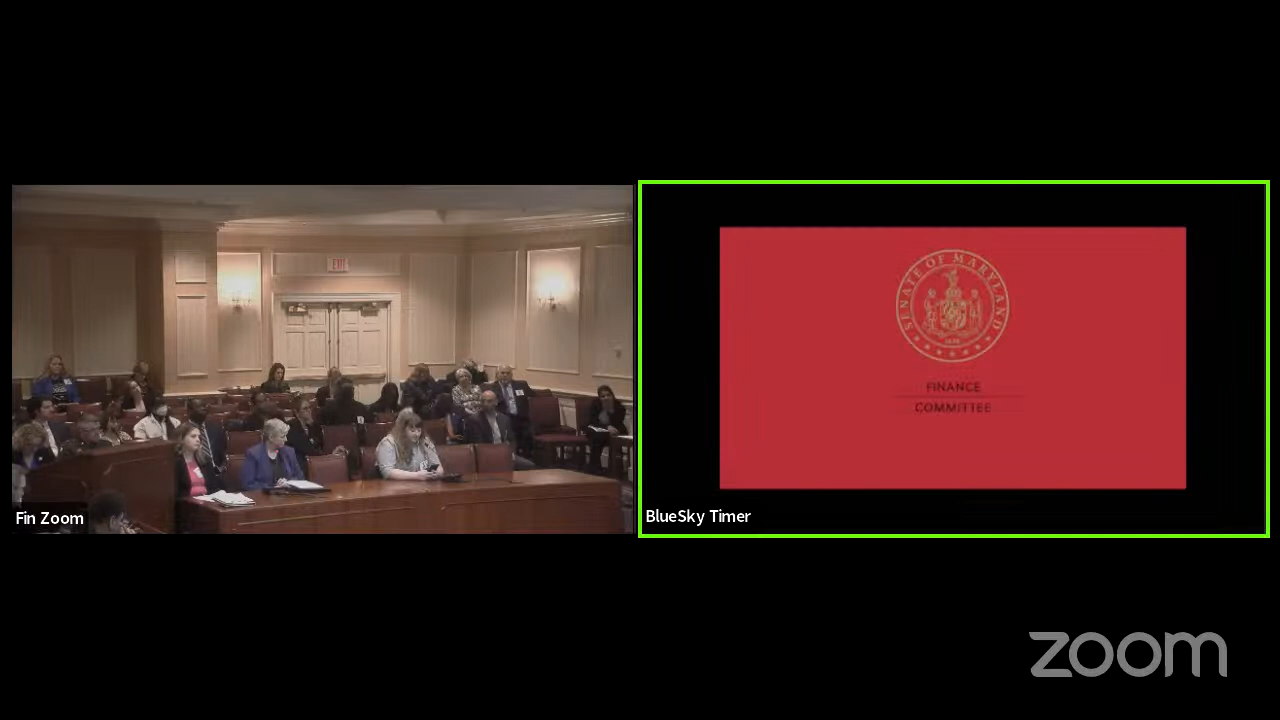 EXIT
SENATE OF MARYLAND
FINANCE
COMMITTEE
Fin Zoom
BlueSky Timer
zoom